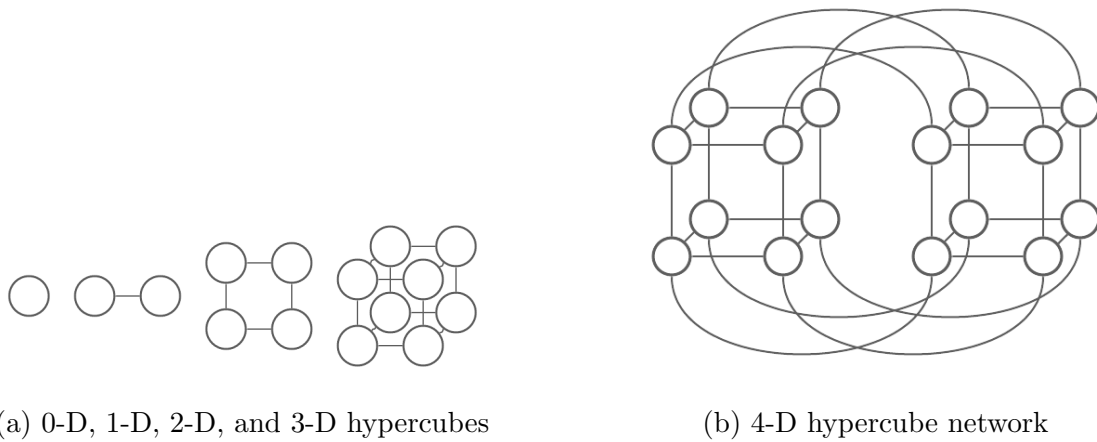 a) 0-D, 1-D, 2-D, and 3-D hypercubes
(b) 4-D hypercube network